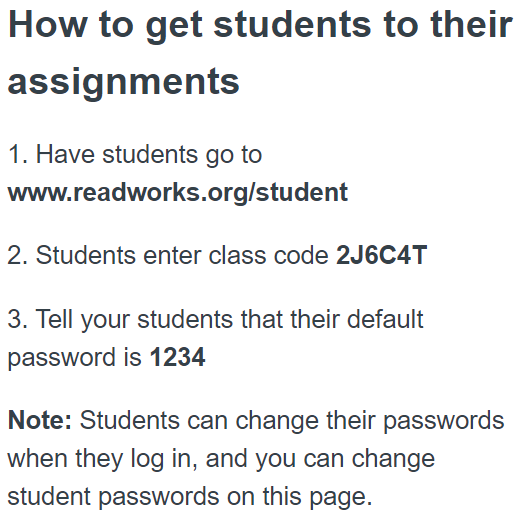 How to get students to their
assignments
1. Have students go to
www.readworks.org/student
2. Students enter class code 2J6C4T
3. Tell your students that their default
password is 1234
Note: Students can change their passwords
when they log in, and you can change
student passwords on this page.